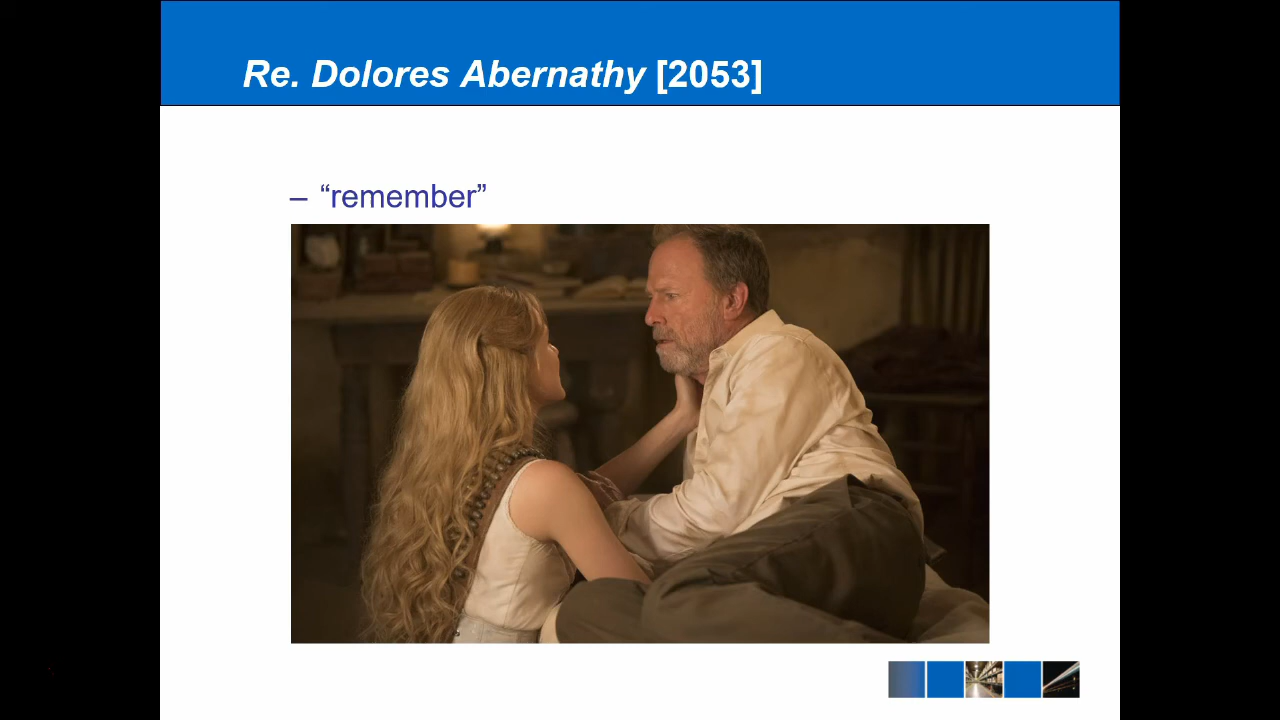 Re. Dolores Abernathy [2053]
– “remember”